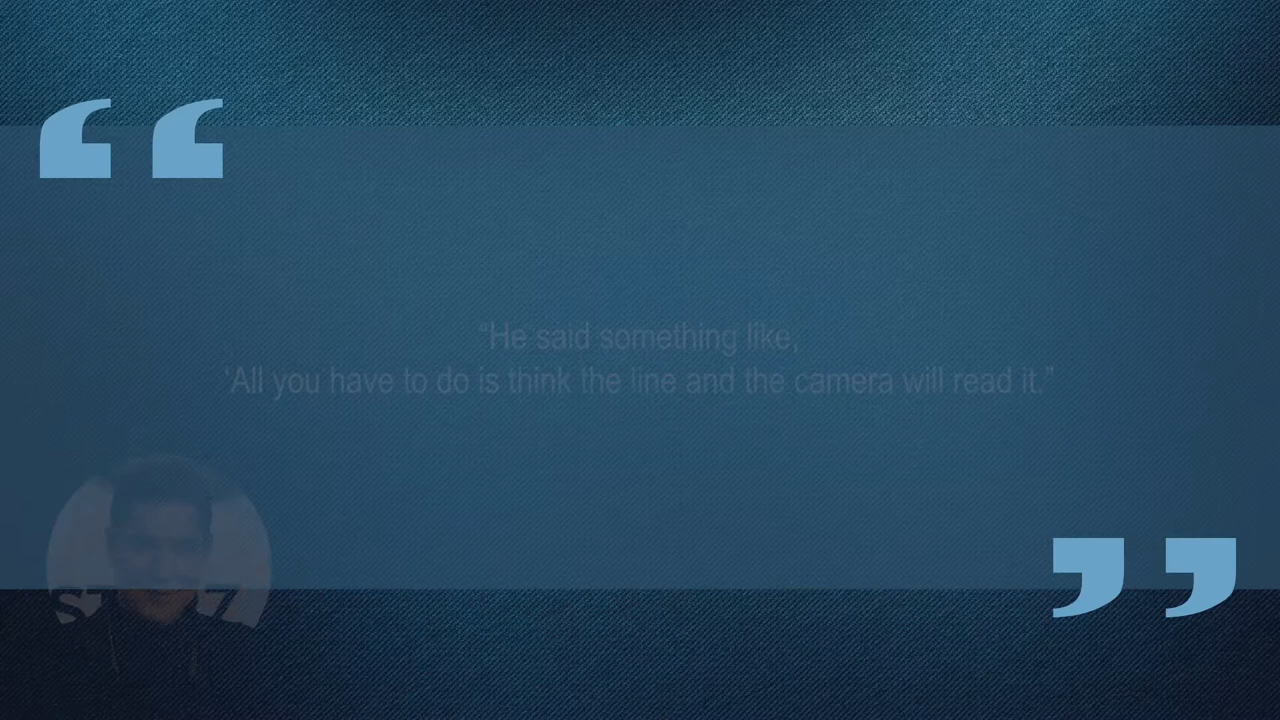 “He said something like,
‘All you have to do is think the line and the camera will read it.”